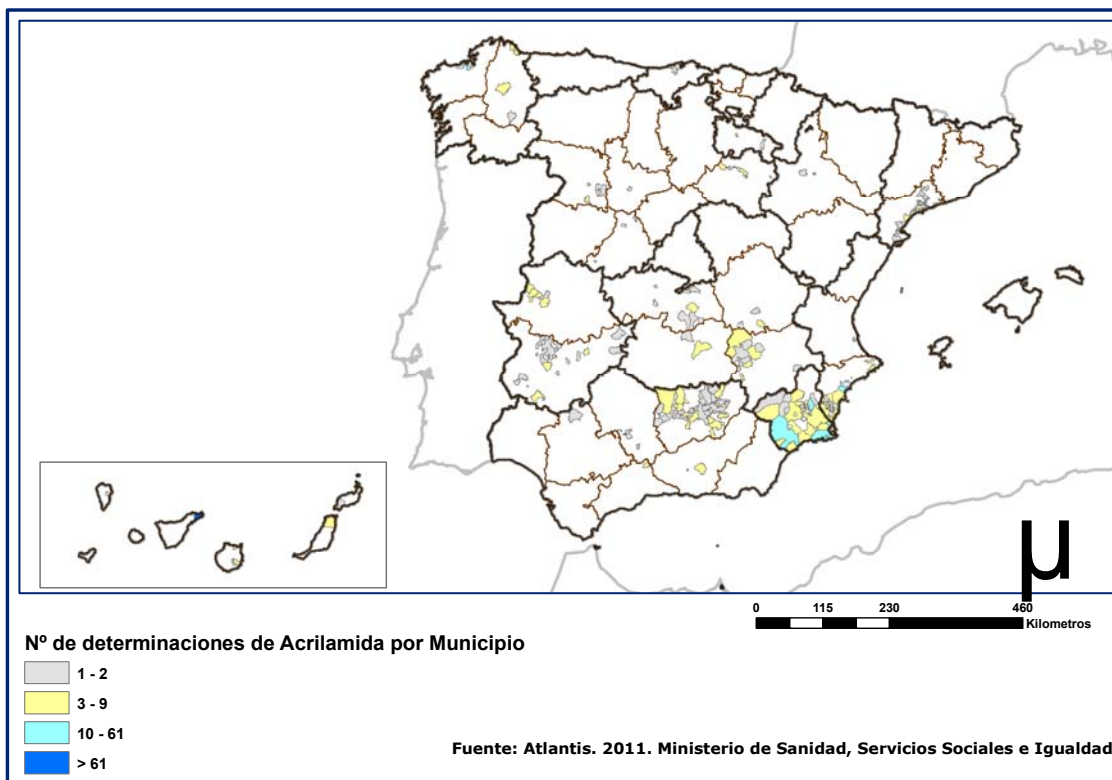 µ
0 115 230 460
Kilometros
Nº de determinaciones de Acrilamida por Municipio
1 - 2
3 - 9
10 - 61
> 61
Fuente: Atlantis. 2011. Ministerio de Sanidad, Servicios Sociales e Igualdad